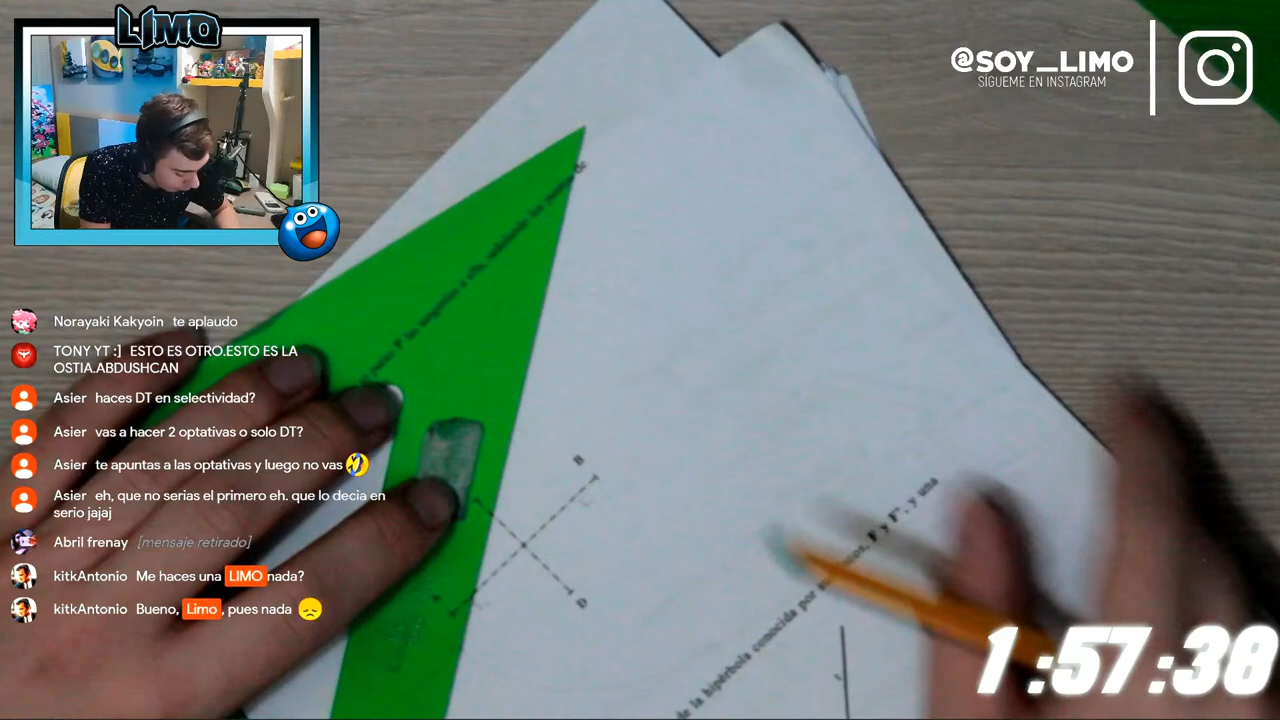 LIMO
@SOY_LIMO
SÍGUEME EN INSTAGRAM
Norayaki Kakyoin te aplaudo
TONY YT :] ESTO ES OTRO.ESTO ES LA
OSTIA.ABDUSHCAN
Asier haces DT en selectividad?
Asier vas a hacer 2 optativas o solo DT?
Asier te apuntas a las optativas y luego no vas 🤣
Asier eh, que no serias el primero eh. que lo decia en
serio jajaj
Abril frenay [mensaje retirado]
kitkAntonio Me haces una LIMO nada?
kitkAntonio Bueno, Limo, pues nada 😞
P las tangentes a ella,
B
D
de la hipérbola conocida por
F y F', y una
1:57:38